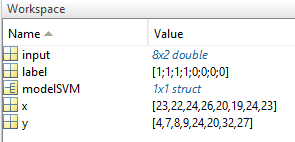 Workspace
Name Value
input 8x2 double
label [1;1;1;1;0;0;0;0]
modelSVM 1x1 struct
x [23,22,24,26,20,19,24,23]
y [4,7,8,9,24,20,32,27]